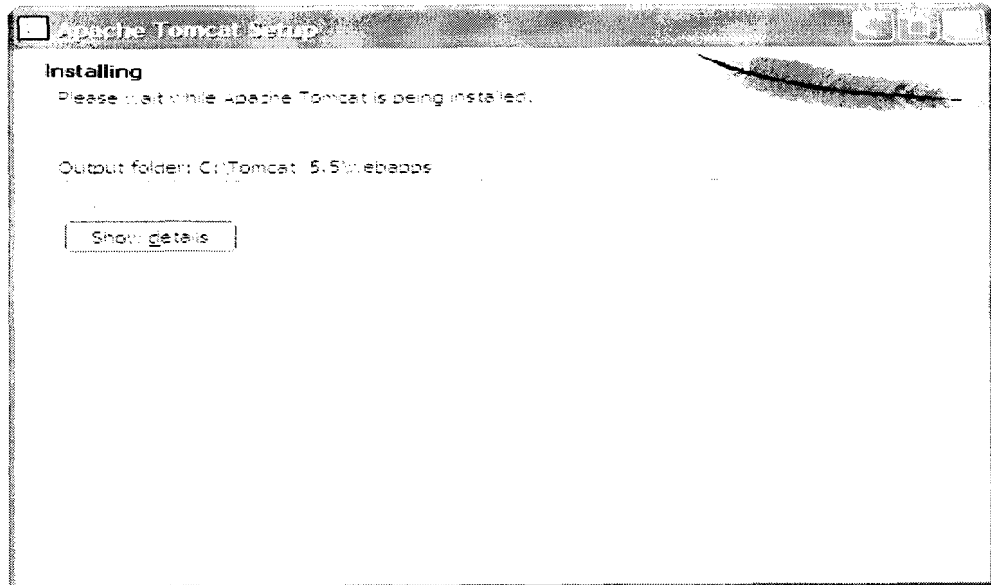 Apache Tomcat Setup
Installing
Please wait while Apache Tomcat is being installed.
Output folder: C:\Tomcat 5.5\webapps
Show details